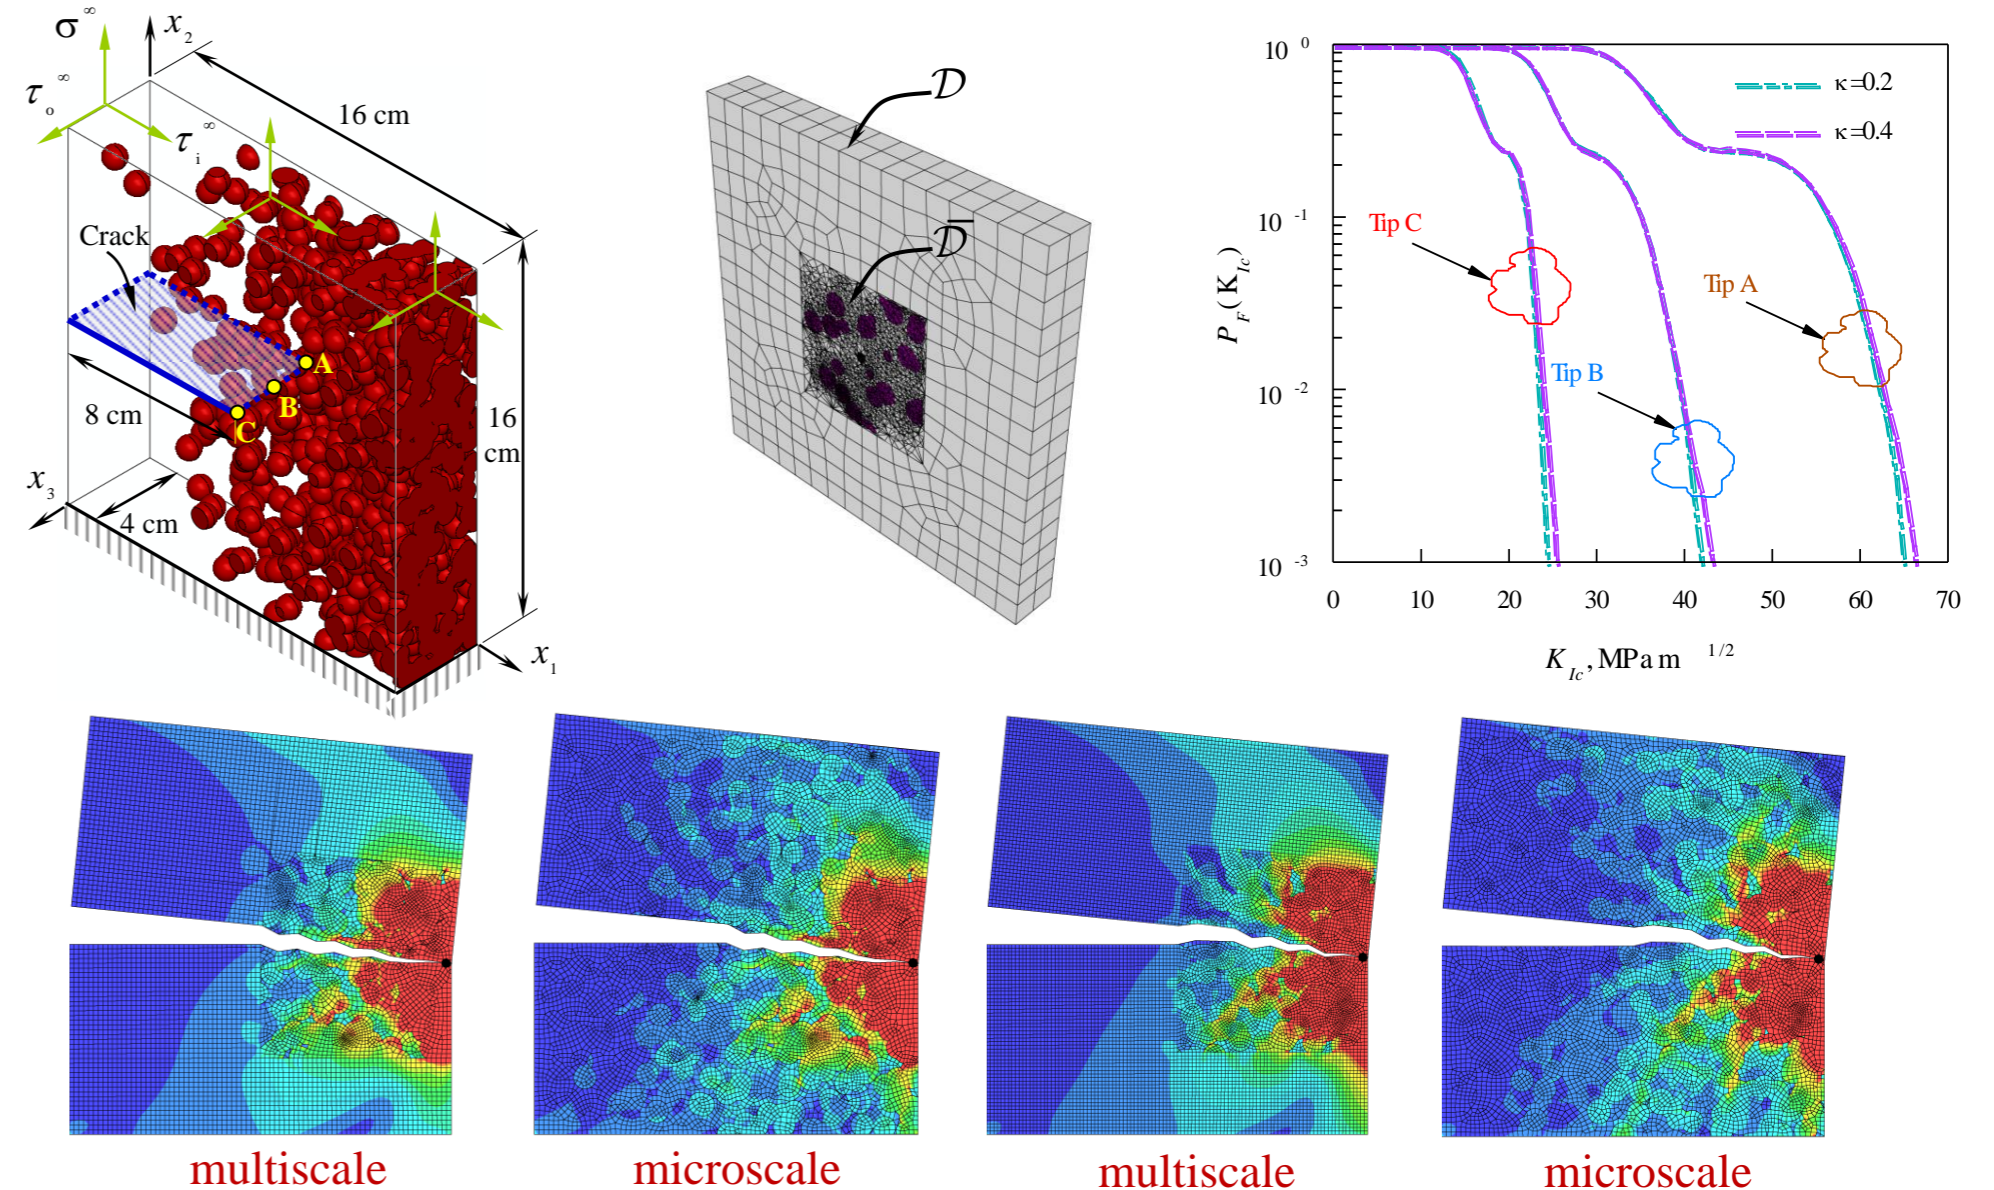 σ∞
x2
τo∞
τi∞
16 cm
Crack
A
B
C
8 cm
16
cm
x3
4 cm
x1
𝒟
𝒟̅
10 0
κ=0.2
κ=0.4
Tip C
10 -1
Tip A
PF(KIc)
Tip B
10 -2
10 -3
0 10 20 30 40 50 60 70
KIc, MPa m 1/2
multiscale microscale multiscale microscale